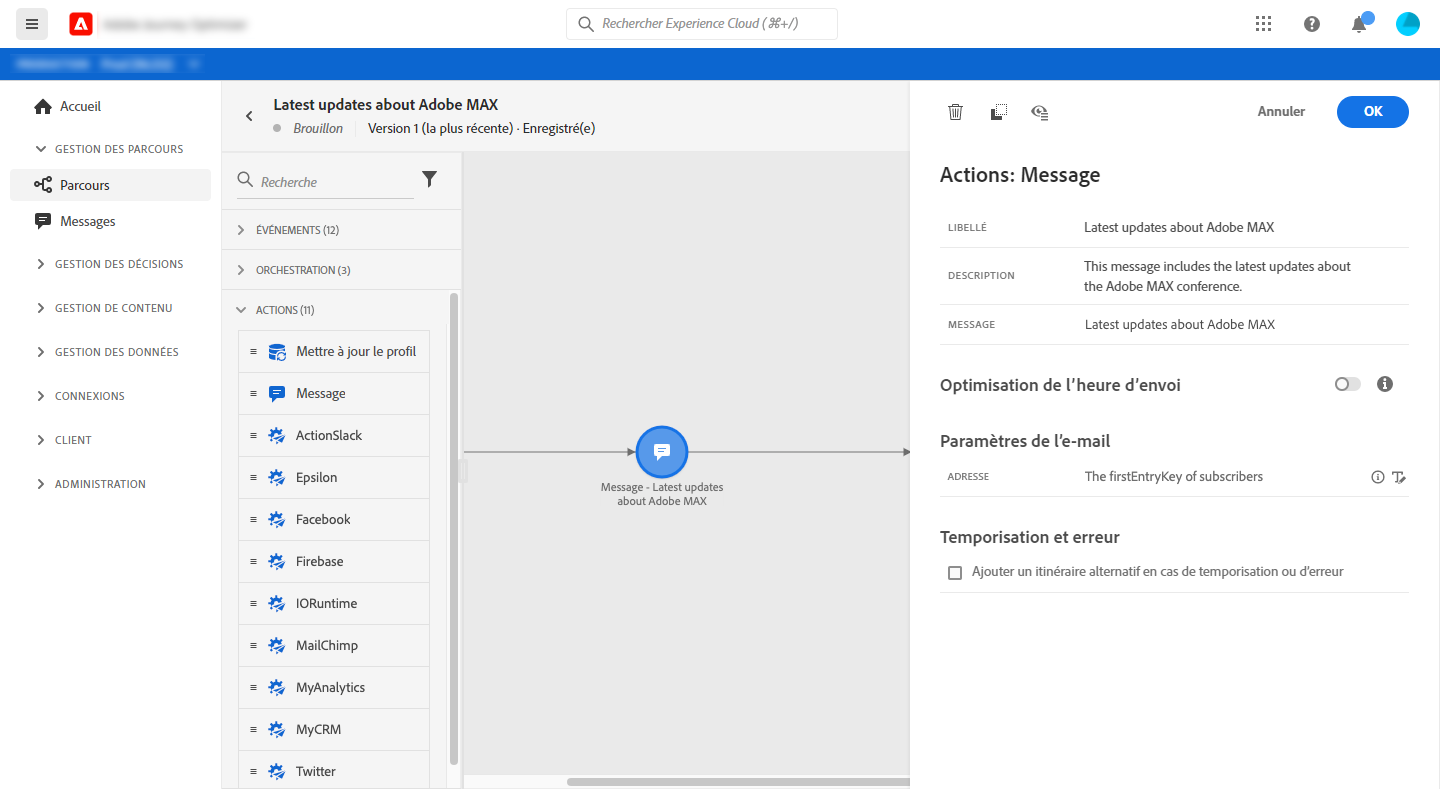 Rechercher Experience Cloud (⌘+/)
Accueil
GESTION DES PARCOURS
Parcours
Messages
GESTION DES DÉCISIONS
GESTION DE CONTENU
GESTION DES DONNÉES
CONNEXIONS
CLIENT
ADMINISTRATION
Latest updates about Adobe MAX
Brouillon
Version 1 (la plus récente) · Enregistré(e)
Recherche
ÉVÉNEMENTS (12)
ORCHESTRATION (3)
ACTIONS (11)
Mettre à jour le profil
Message
ActionSlack
Epsilon
Facebook
Firebase
IORuntime
MailChimp
MyAnalytics
MyCRM
Twitter
Message - Latest updates
about Adobe MAX
Annuler
OK
Actions: Message
LIBELLÉ
Latest updates about Adobe MAX
DESCRIPTION
This message includes the latest updates about
the Adobe MAX conference.
MESSAGE
Latest updates about Adobe MAX
Optimisation de l’heure d’envoi
Paramètres de l’e-mail
ADRESSE
The firstEntryKey of subscribers
Temporisation et erreur
Ajouter un itinéraire alternatif en cas de temporisation ou d’erreur